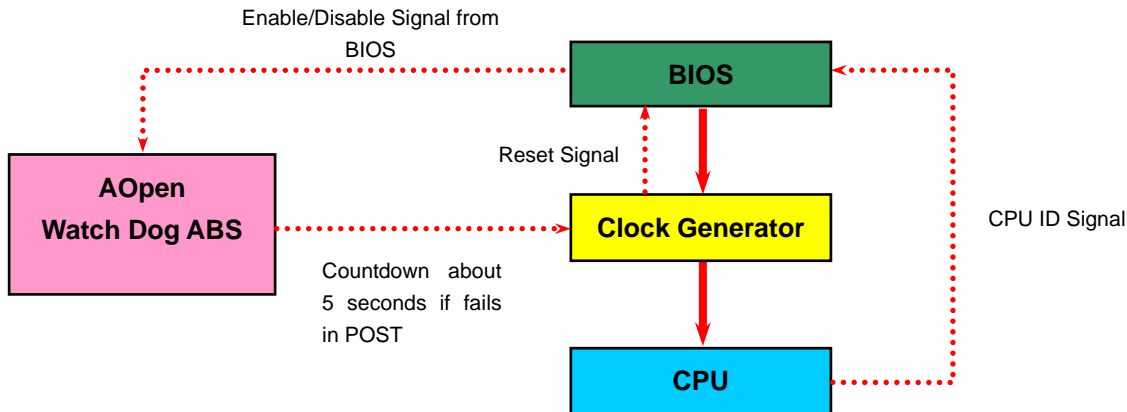 Enable/Disable Signal from
BIOS
BIOS
Reset Signal
AOpen
Watch Dog ABS
Clock Generator
CPU ID Signal
Countdown about
5 seconds if fails
in POST
CPU